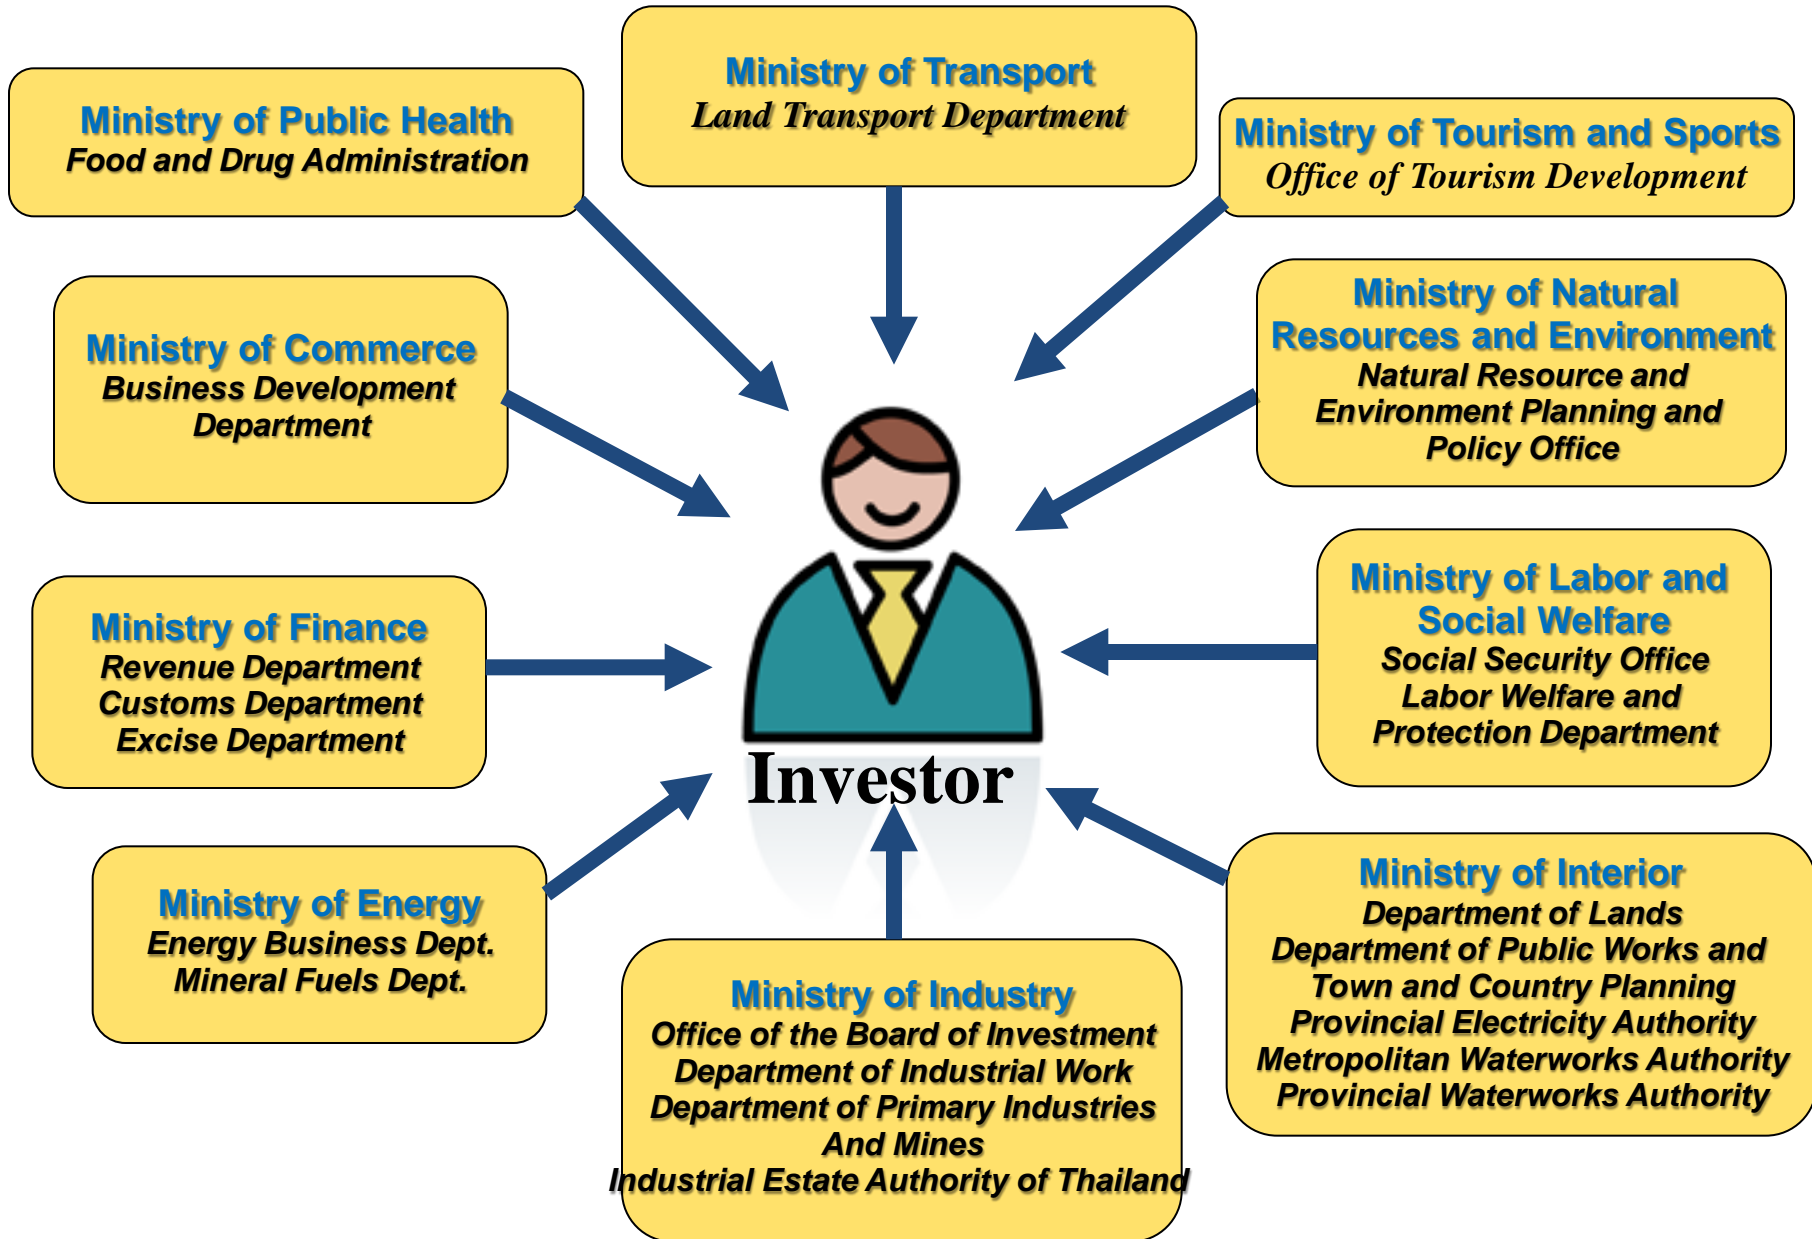 Ministry of Transport
Land Transport Department
Ministry of Public Health
Food and Drug Administration
Ministry of Tourism and Sports
Office of Tourism Development
Ministry of Commerce
Business Development
Department
Ministry of Natural
Resources and Environment
Natural Resource and
Environment Planning and
Policy Office
Ministry of Finance
Revenue Department
Customs Department
Excise Department
Ministry of Labor and
Social Welfare
Social Security Office
Labor Welfare and
Protection Department
Investor
Ministry of Energy
Energy Business Dept.
Mineral Fuels Dept.
Ministry of Industry
Office of the Board of Investment
Department of Industrial Work
Department of Primary Industries
And Mines
Industrial Estate Authority of Thailand
Ministry of Interior
Department of Lands
Department of Public Works and
Town and Country Planning
Provincial Electricity Authority
Metropolitan Waterworks Authority
Provincial Waterworks Authority